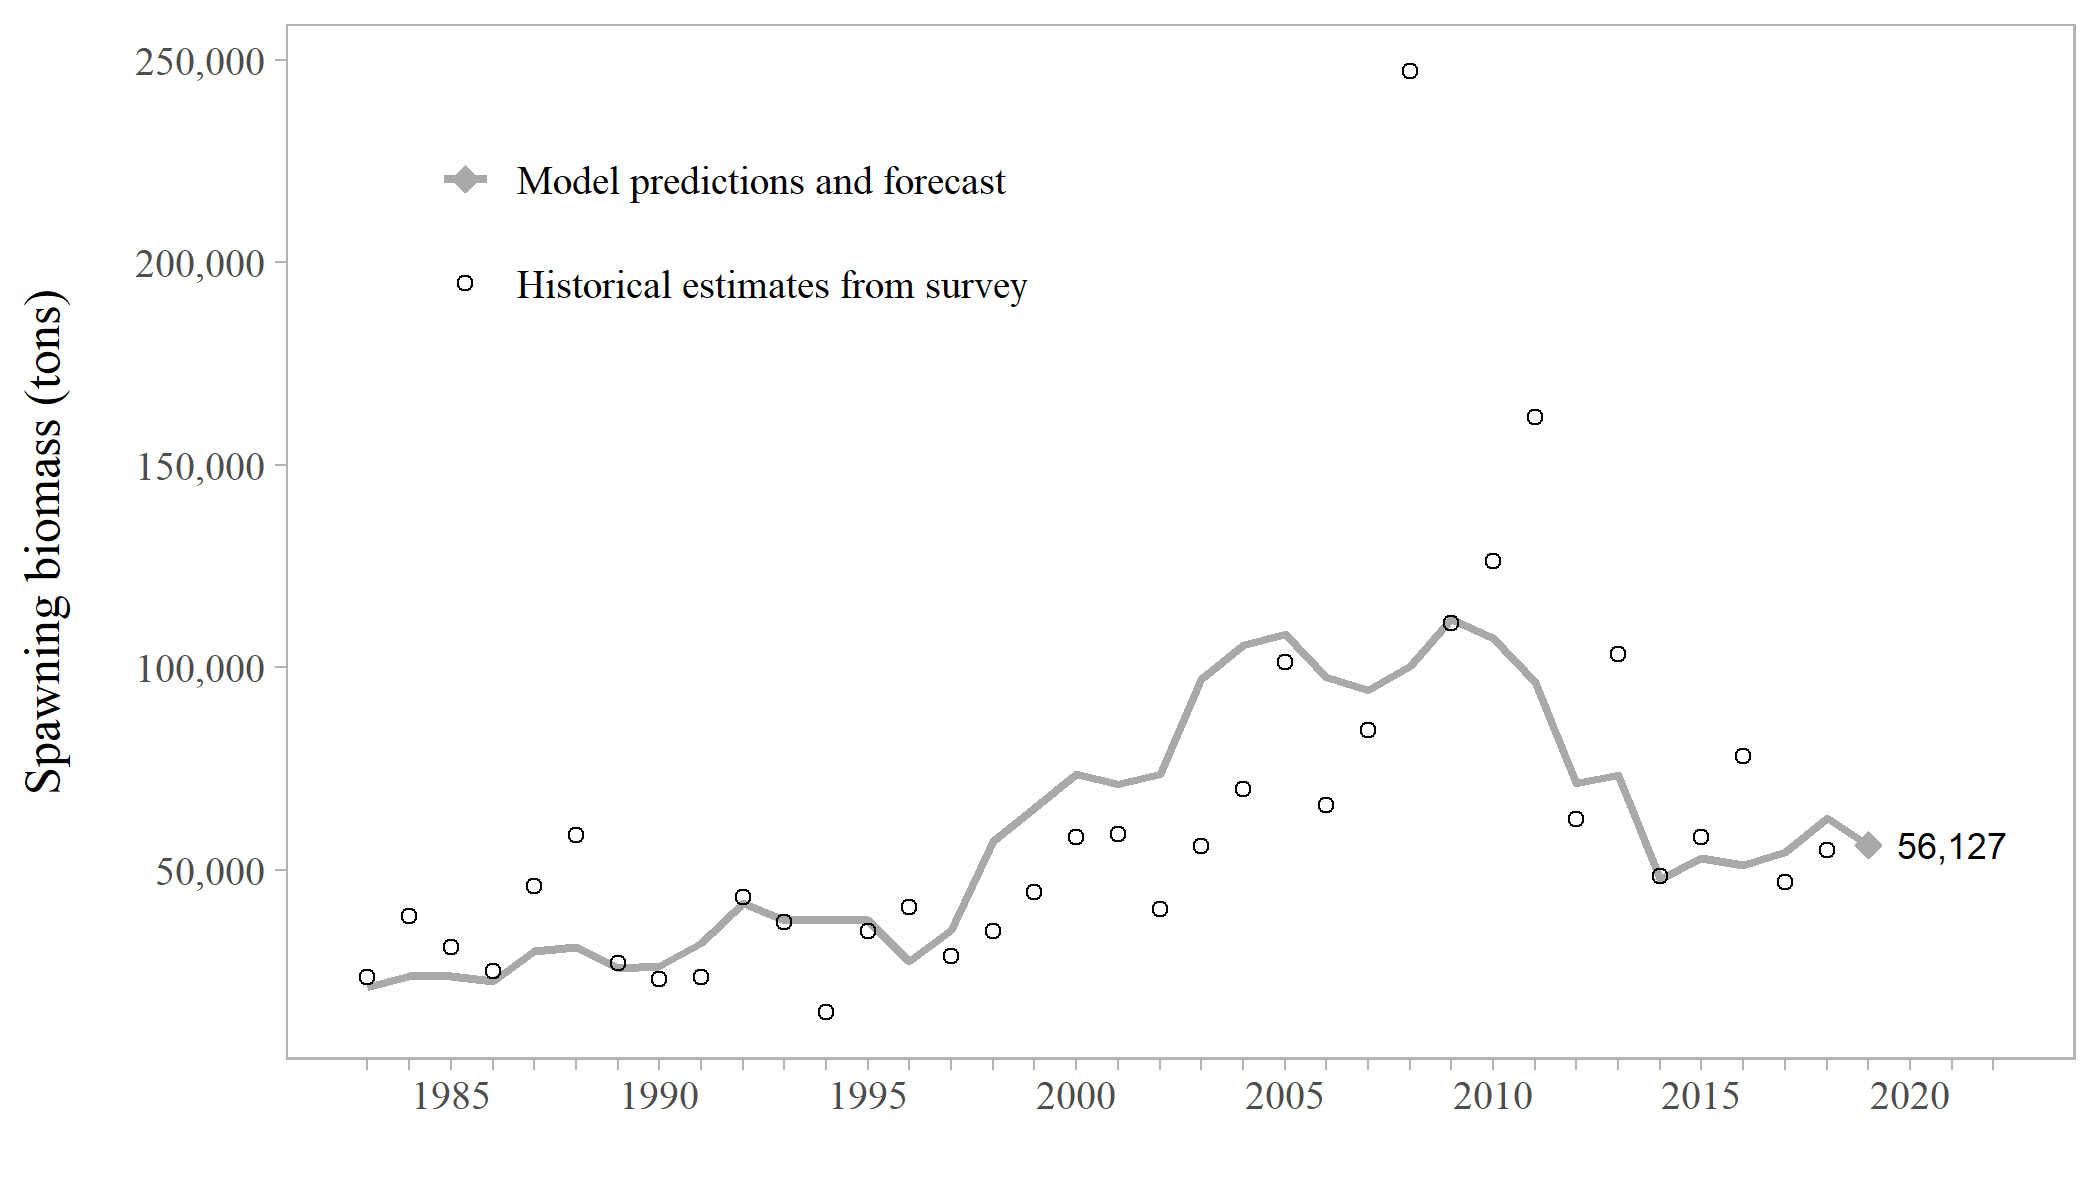 250,000
Model predictions and forecast
200,000
Historical estimates from survey
Spawning biomass (tons)
150,000
100,000
50,000
56,127
1985 1990 1995 2000 2005 2010 2015 2020